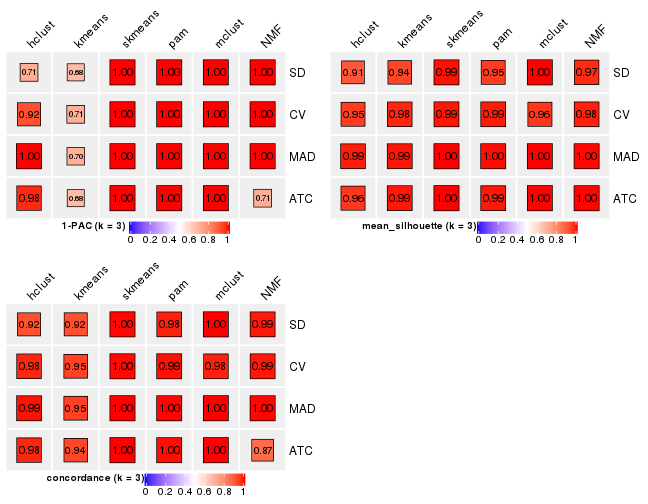 hclust kmeans skmeans pam mclust NMF
0.71 0.68 1.00 1.00 1.00 1.00 SD
0.92 0.71 1.00 1.00 1.00 1.00 CV
1.00 0.70 1.00 1.00 1.00 1.00 MAD
0.98 0.68 1.00 1.00 1.00 0.71 ATC
1-PAC (k = 3)
0 0.2 0.4 0.6 0.8 1
hclust kmeans skmeans pam mclust NMF
0.91 0.94 0.99 0.95 1.00 0.97 SD
0.95 0.98 0.99 0.99 0.96 0.98 CV
0.99 0.99 1.00 1.00 1.00 1.00 MAD
0.96 0.99 1.00 0.99 1.00 1.00 ATC
mean_silhouette (k = 3)
0 0.2 0.4 0.6 0.8 1
hclust kmeans skmeans pam mclust NMF
0.92 0.92 1.00 0.98 1.00 0.99 SD
0.98 0.95 1.00 0.99 0.98 0.99 CV
0.99 0.95 1.00 1.00 1.00 1.00 MAD
0.98 0.94 1.00 1.00 1.00 0.87 ATC
concordance (k = 3)
0 0.2 0.4 0.6 0.8 1